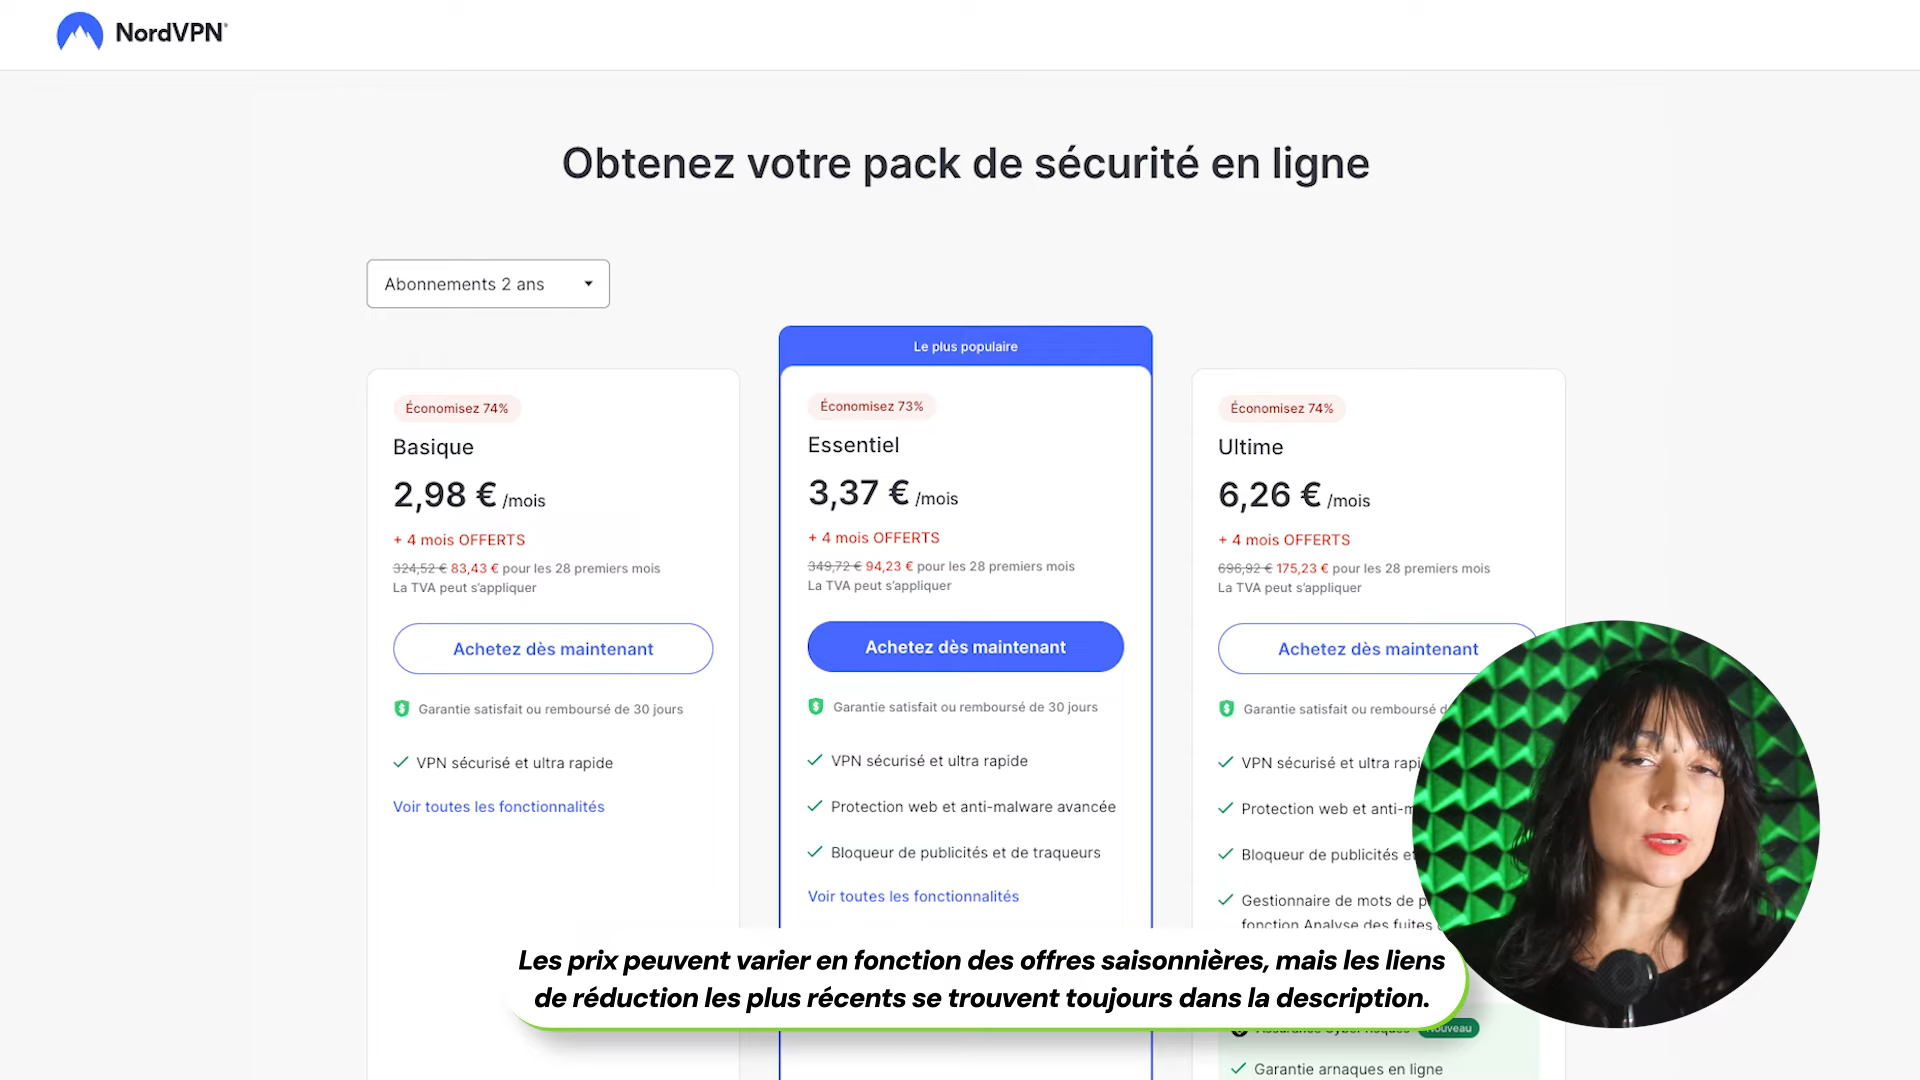 NordVPN®
Obtenez votre pack de sécurité en ligne
Abonnements 2 ans
Économisez 74%
Basique
2,98 € /mois
+ 4 mois OFFERTS
324,52 € 83,43 € pour les 28 premiers mois
La TVA peut s'appliquer
Achetez dès maintenant
Garantie satisfait ou remboursé de 30 jours
VPN sécurisé et ultra rapide
Voir toutes les fonctionnalités
Le plus populaire
Économisez 73%
Essentiel
3,37 € /mois
+ 4 mois OFFERTS
349,72 € 94,23 € pour les 28 premiers mois
La TVA peut s'appliquer
Achetez dès maintenant
Garantie satisfait ou remboursé de 30 jours
VPN sécurisé et ultra rapide
Protection web et anti-malware avancée
Bloqueur de publicités et de traqueurs
Voir toutes les fonctionnalités
Économisez 74%
Ultime
6,26 € /mois
+ 4 mois OFFERTS
696,92 € 175,23 € pour les 28 premiers mois
La TVA peut s'appliquer
Achetez dès maintenant
Garantie satisfait ou remboursé
VPN sécurisé et ultra
Protection web et
Bloqueur de publicités
Gestionnaire de mots de
fonction Analyse des fuites
Nouveau
Garantie arnaques en ligne
Les prix peuvent varier en fonction des offres saisonnières, mais les liens
de réduction les plus récents se trouvent toujours dans la description.